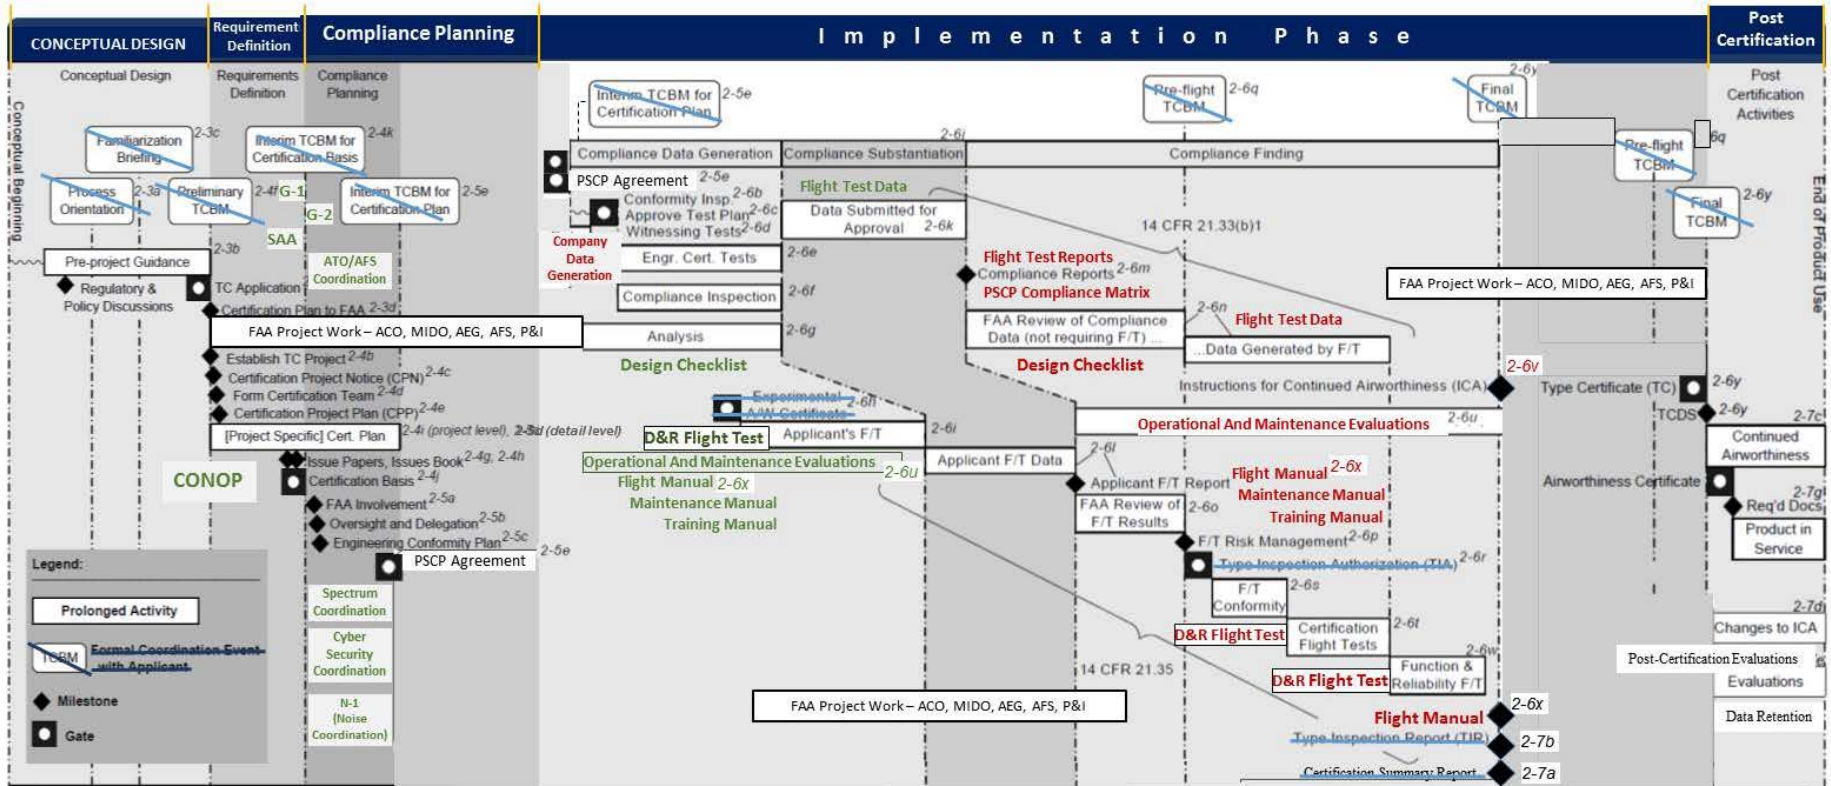 CONCEPTUAL DESIGN
Requirement
Definition
Compliance Planning
Implementation Phase
Post
Certification
Conceptual Design
Requirements
Definition
Compliance
Planning
Post
Certification
Activities
Conceptual Beginning
End of Product Use
Familiarization
Briefing
2-3c
Interim TCBM for
Certification Basis
2-4k
Process
Orientation
2-3a
Preliminary
TCBM
2-4f
G-1
G-2
Interim TCBM for
Certification Plan
2-5e
SAA
ATO/AFS
Coordination
2-3b
Pre-project Guidance
Regulatory &
Policy Discussions
TC Application
Certification Plan to FAA 2-3d
FAA Project Work – ACO, MIDO, AEG, AFS, P&I
Establish TC Project 2-4b
Certification Project Notice (CPN) 2-4c
Form Certification Team 2-4d
Certification Project Plan (CPP) 2-4e
[Project Specific] Cert. Plan
2-4i (project level), 2-5d (detail level)
Issue Papers, Issues Book 2-4g, 2-4h
CONOP
Certification Basis 2-4j
FAA Involvement 2-5a
Oversight and Delegation 2-5b
Engineering Conformity Plan 2-5c
PSCP Agreement
2-5e
Spectrum
Coordination
Cyber
Security
Coordination
N-1
(Noise
Coordination)
Legend:
Prolonged Activity
TCBM
Formal Coordination Event
with Applicant
Milestone
Gate
Interim TCBM for
Certification Plan
2-5e
Pre-flight
TCBM
2-6q
Final
TCBM
2-6y
Compliance Data Generation
Compliance Substantiation
2-6j
Compliance Finding
PSCP Agreement
2-5e
Conformity Insp. 2-6b
Approve Test Plan 2-6c
Witnessing Tests 2-6d
Company
Data
Generation
Engr. Cert. Tests
2-6e
Compliance Inspection
2-6f
Analysis
2-6g
Design Checklist
Flight Test Data
Data Submitted for
Approval
2-6k
14 CFR 21.33(b)1
Flight Test Reports
Compliance Reports 2-6m
PSCP Compliance Matrix
FAA Review of Compliance
Data (not requiring F/T) ...
2-6n
Flight Test Data
...Data Generated by F/T
Design Checklist
FAA Project Work – ACO, MIDO, AEG, AFS, P&I
Instructions for Continued Airworthiness (ICA)
2-6v
Experimental
A/W Certificate
2-6h
D&R Flight Test
Applicant's F/T
2-6i
Operational And Maintenance Evaluations
2-6u
Flight Manual 2-6x
Maintenance Manual
Training Manual
Operational And Maintenance Evaluations
2-6u
Applicant F/T Data
2-6l
Applicant F/T Report
Flight Manual 2-6x
Maintenance Manual
Training Manual
FAA Review of
F/T Results
2-6o
F/T Risk Management 2-6p
Type Inspection Authorization (TIA) 2-6r
F/T
Conformity
2-6s
D&R Flight Test
Certification
Flight Tests
2-6t
2-6w
D&R Flight Test
Function &
Reliability F/T
14 CFR 21.35
FAA Project Work – ACO, MIDO, AEG, AFS, P&I
Flight Manual
2-6x
Type Inspection Report (TIR)
2-7b
Certification Summary Report
2-7a
Pre-flight
TCBM
6q
Final
TCBM
2-6y
Type Certificate (TC)
2-6y
TCDS
2-6y
2-7c
Continued
Airworthiness
Airworthiness Certificate
2-7g
Req'd Docs
Product in
Service
2-7d
Changes to ICA
Post-Certification Evaluations
Evaluations
Data Retention